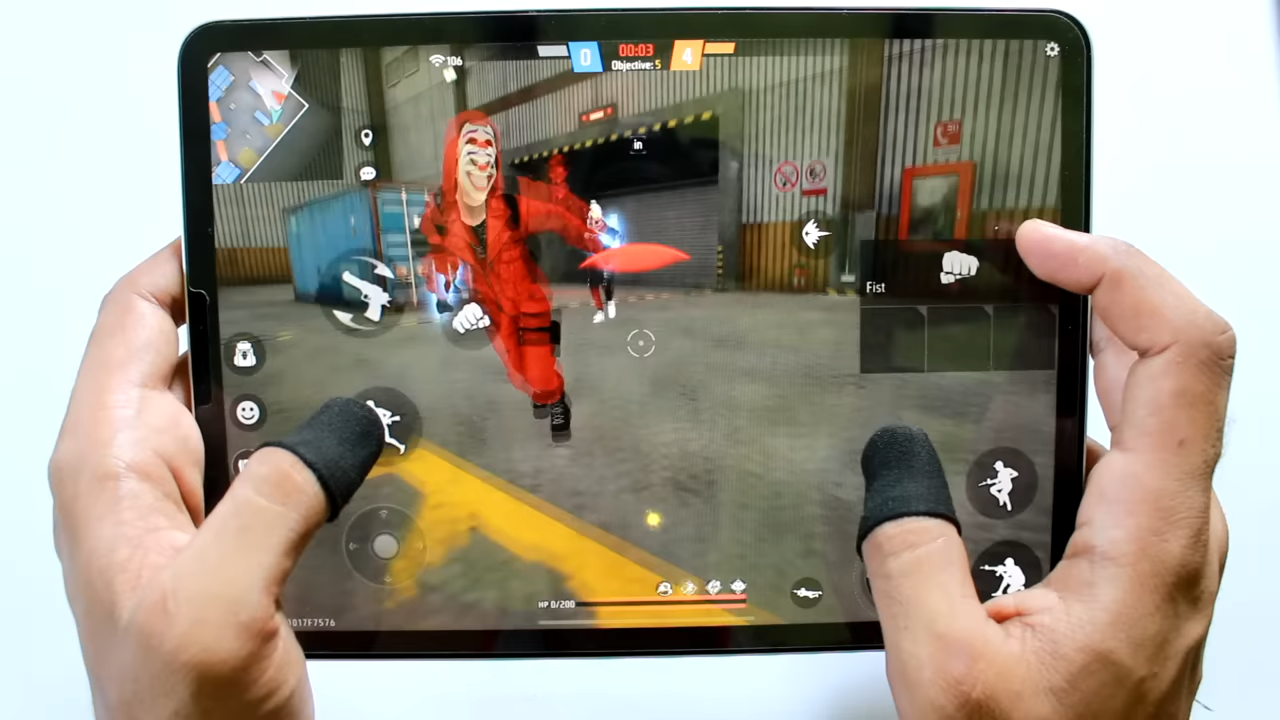 106
0
00:03
4
Objective: 5
in
Fist
HP 0/200
1017F7576